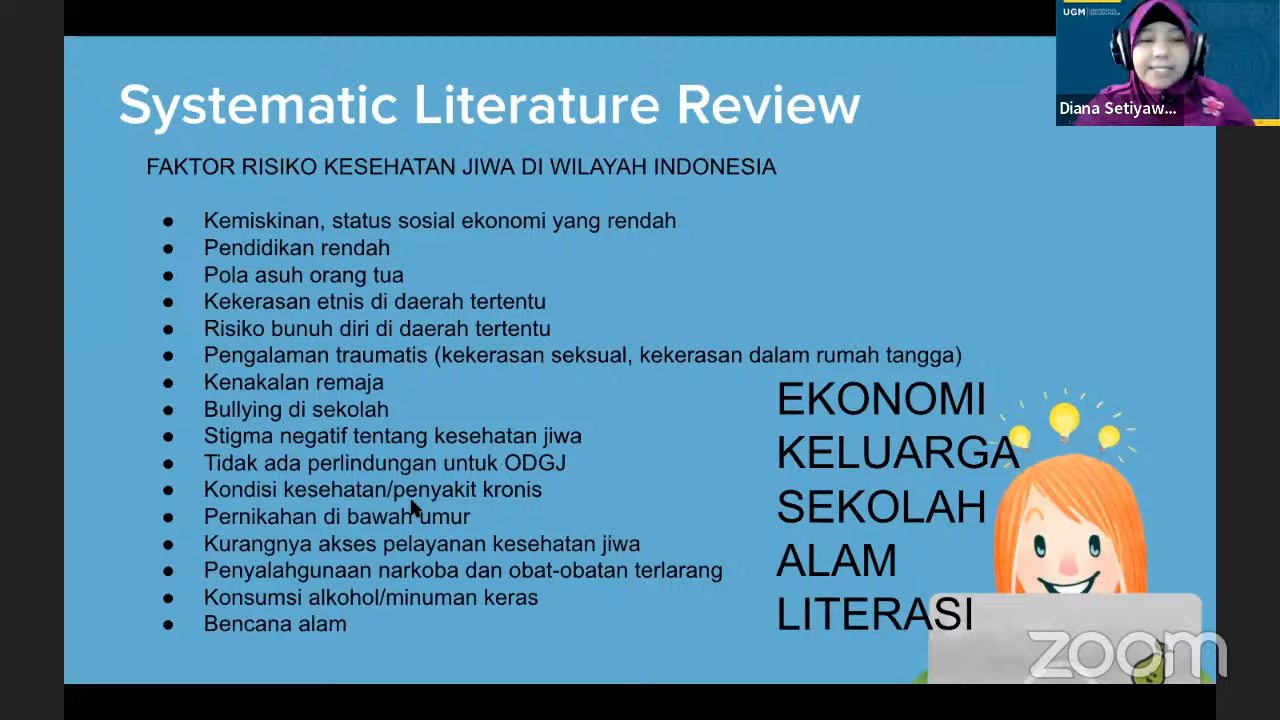 Systematic Literature Review
UGM
Diana Setiyaw...
FAKTOR RISIKO KESEHATAN JIWA DI WILAYAH INDONESIA
● Kemiskinan, status sosial ekonomi yang rendah
● Pendidikan rendah
● Pola asuh orang tua
● Kekerasan etnis di daerah tertentu
● Risiko bunuh diri di daerah tertentu
● Pengalaman traumatis (kekerasan seksual, kekerasan dalam rumah tangga)
● Kenakalan remaja
● Bullying di sekolah
● Stigma negatif tentang kesehatan jiwa
● Tidak ada perlindungan untuk ODGJ
● Kondisi kesehatan/penyakit kronis
● Pernikahan di bawah umur
● Kurangnya akses pelayanan kesehatan jiwa
● Penyalahgunaan narkoba dan obat-obatan terlarang
● Konsumsi alkohol/minuman keras
● Bencana alam
EKONOMI
KELUARGA
SEKOLAH
ALAM
LITERASI
zoom